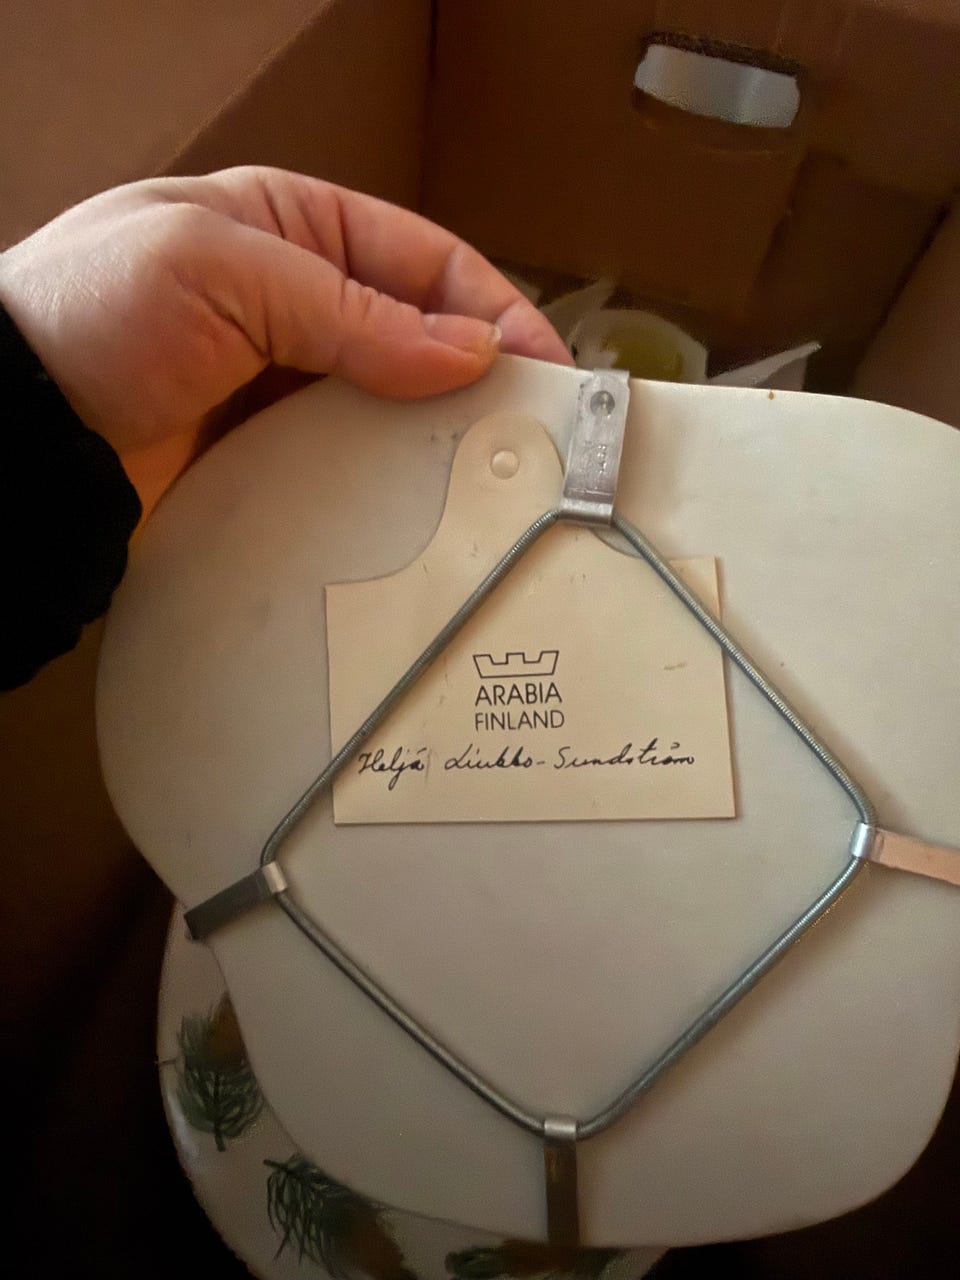 ARABIA
FINLAND
Heljä Liukko-Sundström